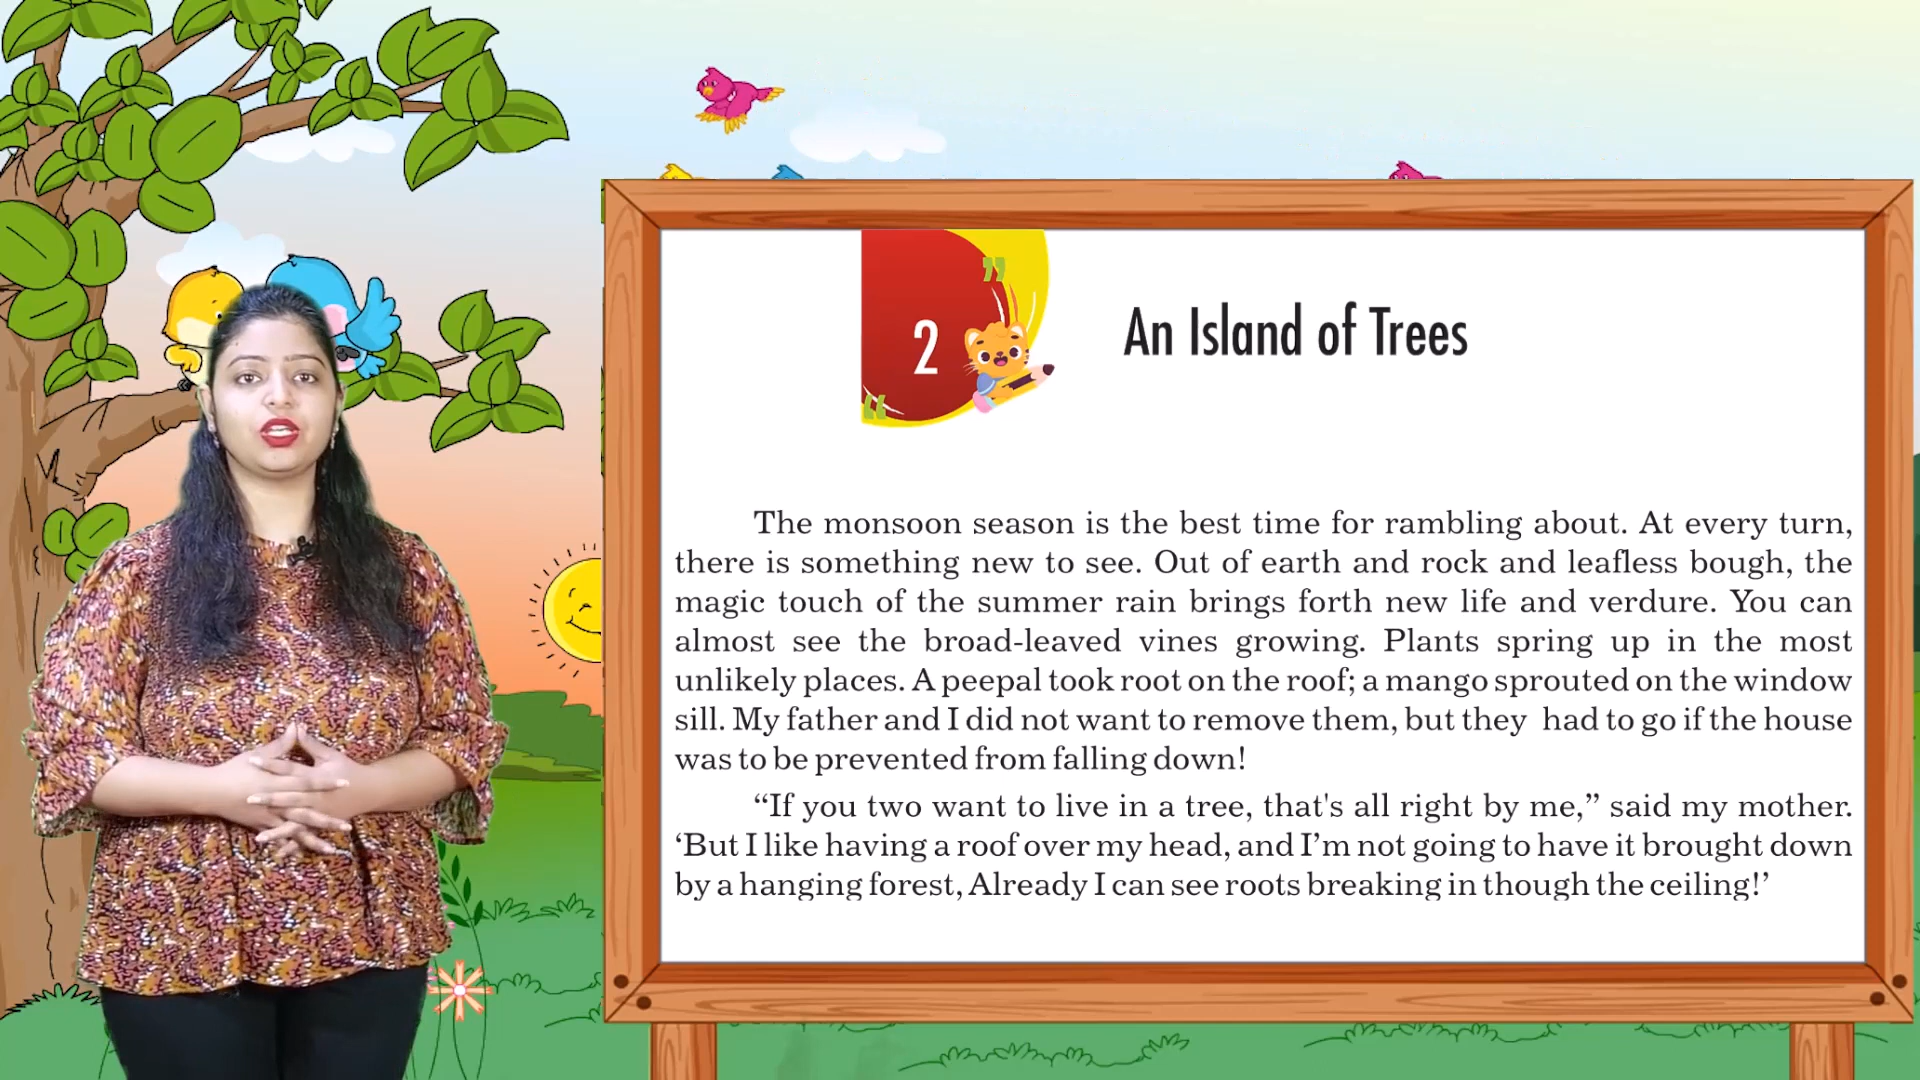 2
An Island of Trees
The monsoon season is the best time for rambling about. At every turn,
there is something new to see. Out of earth and rock and leafless bough, the
magic touch of the summer rain brings forth new life and verdure. You can
almost see the broad-leaved vines growing. Plants spring up in the most
unlikely places. A peepal took root on the roof; a mango sprouted on the window
sill. My father and I did not want to remove them, but they had to go if the house
was to be prevented from falling down!
“If you two want to live in a tree, that's all right by me,” said my mother.
‘But I like having a roof over my head, and I’m not going to have it brought down
by a hanging forest, Already I can see roots breaking in though the ceiling!’